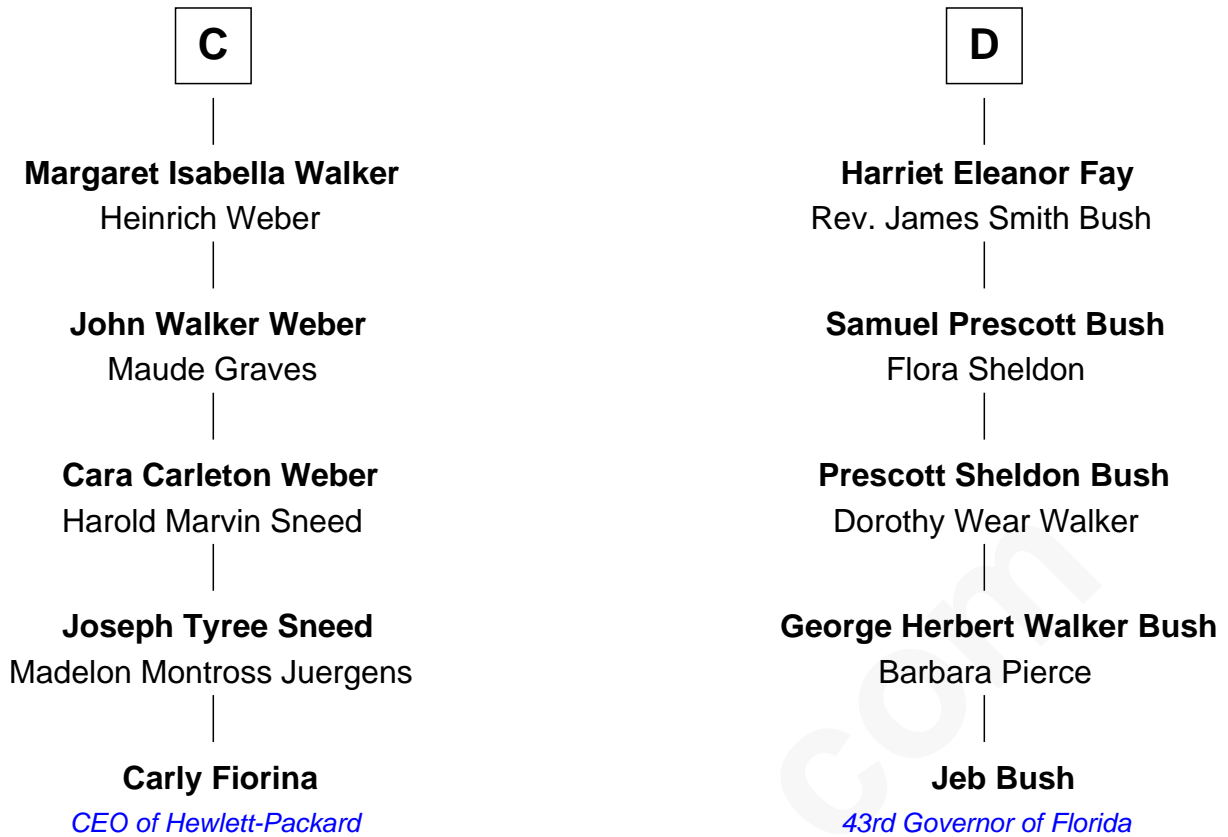 C
Margaret Isabella Walker
Heinrich Weber
John Walker Weber
Maude Graves
Cara Carleton Weber
Harold Marvin Sneed
Joseph Tyree Sneed
Madelon Montross Juergens
Carly Fiorina
CEO of Hewlett-Packard
D
Harriet Eleanor Fay
Rev. James Smith Bush
Samuel Prescott Bush
Flora Sheldon
Prescott Sheldon Bush
Dorothy Wear Walker
George Herbert Walker Bush
Barbara Pierce
Jeb Bush
43rd Governor of Florida
com